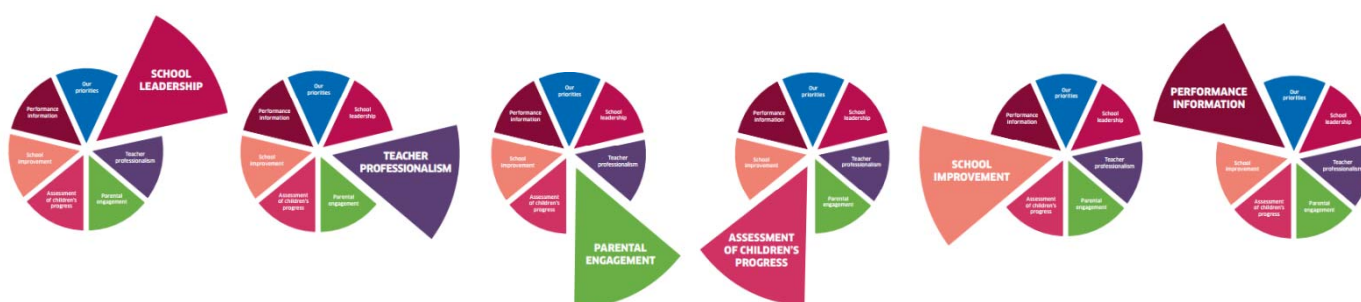 SCHOOL
LEADERSHIP
Our
priorities
Performance
information
School
improvement
Assessment
of children's
progress
Parental
engagement
Teacher
professionalism
Our
priorities
School
leadership
Performance
information
School
improvement
Assessment
of children's
progress
Parental
engagement
TEACHER
PROFESSIONALISM
Our
priorities
School
leadership
Performance
information
School
improvement
Assessment
of children's
progress
Teacher
professionalism
PARENTAL
ENGAGEMENT
Our
priorities
School
leadership
Performance
information
School
improvement
Teacher
professionalism
Parental
engagement
ASSESSMENT
OF CHILDREN'S
PROGRESS
Our
priorities
School
leadership
Performance
information
Teacher
professionalism
Assessment
of children's
progress
Parental
engagement
SCHOOL
IMPROVEMENT
PERFORMANCE
INFORMATION
Our
priorities
School
leadership
School
improvement
Teacher
professionalism
Assessment
of children's
progress
Parental
engagement